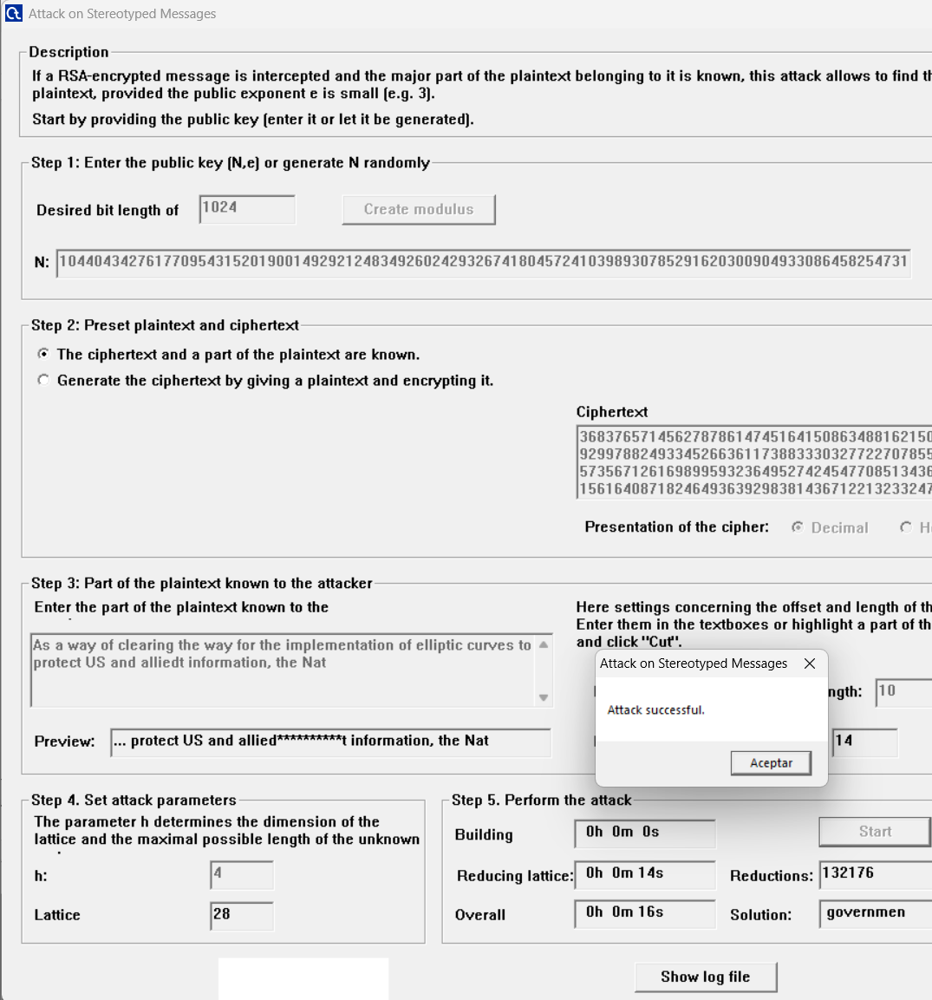 Attack on Stereotyped Messages
Description
If a RSA-encrypted message is intercepted and the major part of the plaintext belonging to it is known, this attack allows to find
plaintext, provided the public exponent e is small (e.g. 3).
Start by providing the public key (enter it or let it be generated).
Step 1: Enter the public key (N,e) or generate N randomly
Desired bit length of
1024
Create modulus
N:
10440434276177095431520190014929212483492602429326741804572410398930785291620300904933086458254731
Step 2: Preset plaintext and ciphertext
The ciphertext and a part of the plaintext are known.
Generate the ciphertext by giving a plaintext and encrypting it.
Ciphertext
36837657145627878614745164150863488162150
92997882493345266361173883330327722707855
5735671261698995932364952742454770851343 6
1561640871824649363929838143671221323324 7
Presentation of the cipher:
Decimal
Step 3: Part of the plaintext known to the attacker
Enter the part of the plaintext known to the
Here settings concerning the offset and length of
Enter them in the textboxes or highlight a part of
and click "Cut".
As a way of clearing the way for the implementation of elliptic curves to
protect US and alliedt information, the Nat
Attack on Stereotyped Messages
Attack successful.
Aceptar
ngth:
10
Preview:
... protect US and allied**********t information, the Nat
14
Step 4. Set attack parameters
The parameter h determines the dimension of the
lattice and the maximal possible length of the unknown
h:
4
Lattice
28
Step 5. Perform the attack
Building
0h 0m 0s
Start
Reducing lattice:
0h 0m 14s
Reductions:
132176
Overall
0h 0m 16s
Solution:
governmen
Show log file